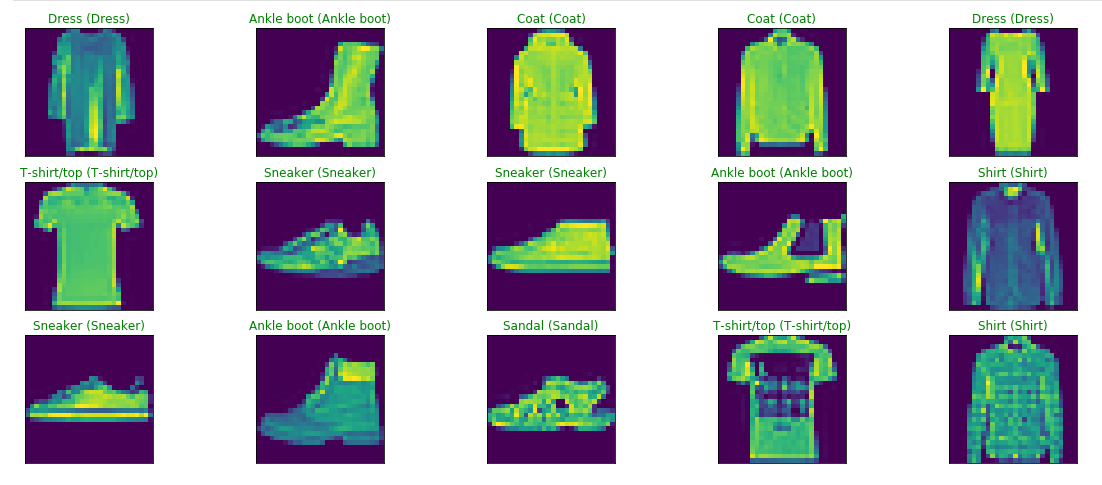 Dress (Dress)
Ankle boot (Ankle boot)
Coat (Coat)
Coat (Coat)
Dress (Dress)
T-shirt/top (T-shirt/top)
Sneaker (Sneaker)
Sneaker (Sneaker)
Ankle boot (Ankle boot)
Shirt (Shirt)
Sneaker (Sneaker)
Ankle boot (Ankle boot)
Sandal (Sandal)
T-shirt/top (T-shirt/top)
Shirt (Shirt)